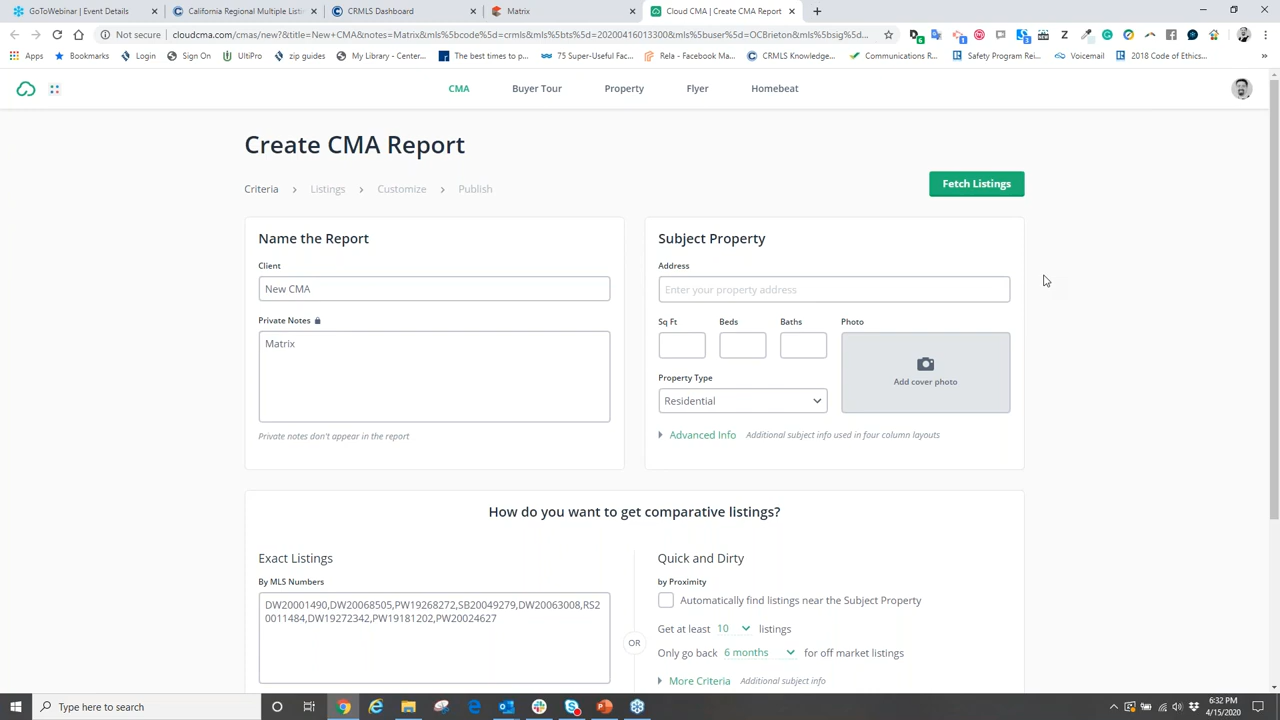 GoToWebinar | Event Details
California Regional Multiple Listi
CRMLS Dashboard
Matrix
Cloud CMA | Create CMA Report
Not secure
cloudcma.com/cmas/new?&title=New+CMA&notes=Matrix&mls%5bcode%5d=crmls&mls%5bts%5d=20200416013300&mls%5buser%5d=OCBrieton&mls%5bsig%5d...
Apps
Bookmarks
Login
Sign On
UltiPro
zip guides
My Library - Center...
The best times to p...
75 Super-Useful Fac...
Rela - Facebook Ma...
CRMLS Knowledge...
Communications R...
Safety Program Rei...
Voicemail
2018 Code of Ethics...
CMA
Buyer Tour
Property
Flyer
Homebeat
Create CMA Report
Criteria
Listings
Customize
Publish
Fetch Listings
Name the Report
Client
New CMA
Private Notes
Matrix
Private notes don't appear in the report
Subject Property
Address
Enter your property address
Sq Ft
Beds
Baths
Photo
Add cover photo
Property Type
Residential
Advanced Info
Additional subject info used in four column layouts
How do you want to get comparative listings?
Exact Listings
By MLS Numbers
DW20001490,DW20068505,PW19268272,SB20049279,DW20063008,RS2
0011484,DW19272342,PW19181202,PW20024627
OR
Quick and Dirty
by Proximity
Automatically find listings near the Subject Property
Get at least 10 listings
Only go back 6 months for off market listings
More Criteria
Additional subject info
Type here to search
6:32 PM
4/15/2020